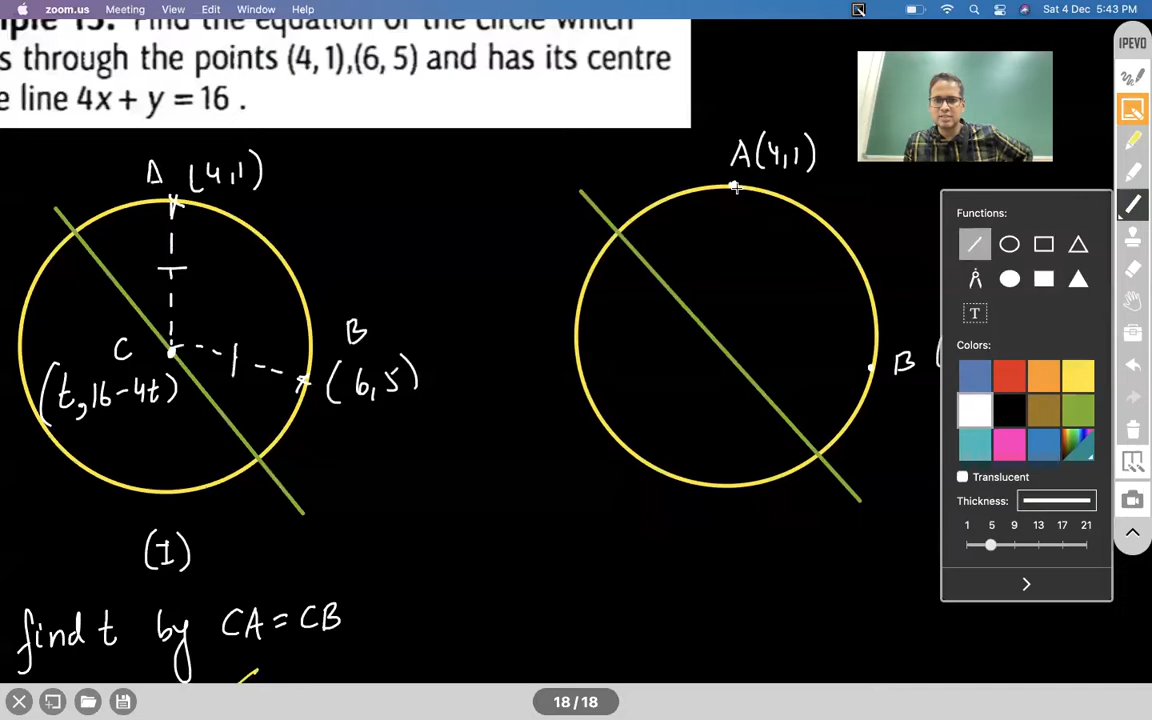 zoom.us Meeting View Edit Window Help
Sat 4 Dec 5:43 PM
Find the equation of the circle which
s through the points (4, 1),(6, 5) and has its centre
e line 4x + y = 16 .
A (4,1)
C
(t, 16-4t)
B
(6,5)
(I)
find t by CA = CB
A(4,1)
B (
IPEVO
Functions:
T
Colors:
Translucent
Thickness:
1 5 9 13 17 21
18 / 18